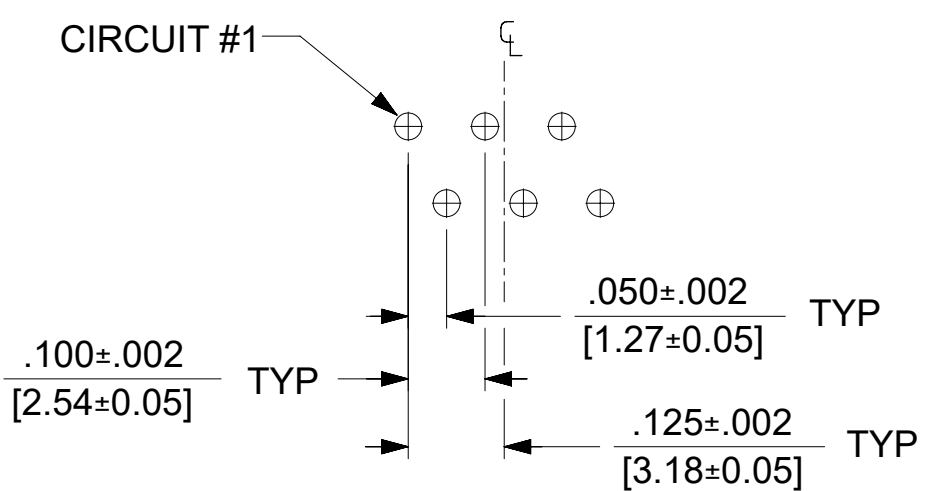 CIRCUIT #1
℄
.050±.002
TYP
[1.27±0.05]
.100±.002
TYP
[2.54±0.05]
.125±.002
TYP
[3.18±0.05]